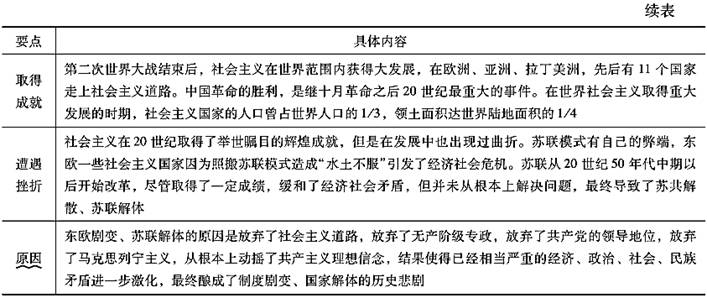 续表
要点
具体内容
取得
成就
第二次世界大战结束后，社会主义在世界范围内获得大发展，在欧洲、亚洲、拉丁美洲，先后有 11 个国家
走上社会主义道路。中国革命的胜利，是继十月革命之后 20 世纪最重大的事件。在世界社会主义取得重大
发展的时期，社会主义国家的人口曾占世界人口的 1/3，领土面积达世界陆地面积的 1/4
遭遇
挫折
社会主义在 20 世纪取得了举世瞩目的辉煌成就，但是在发展中也出现过曲折。苏联模式有自己的弊端，东
欧一些社会主义国家因为照搬苏联模式造成“水土不服”引发了经济社会危机。苏联从 20 世纪 50 年代中期以
后开始改革，尽管取得了一定成绩，缓和了经济社会矛盾，但并未从根本上解决问题，最终导致了苏共解
散、苏联解体
原因
东欧剧变、苏联解体的原因是放弃了社会主义道路，放弃了无产阶级专政，放弃了共产党的领导地位，放弃
了马克思列宁主义，从根本上动摇了共产主义理想信念，结果使得已经相当严重的经济、政治、社会、民族
矛盾进一步激化，最终酿成了制度剧变、国家解体的历史悲剧